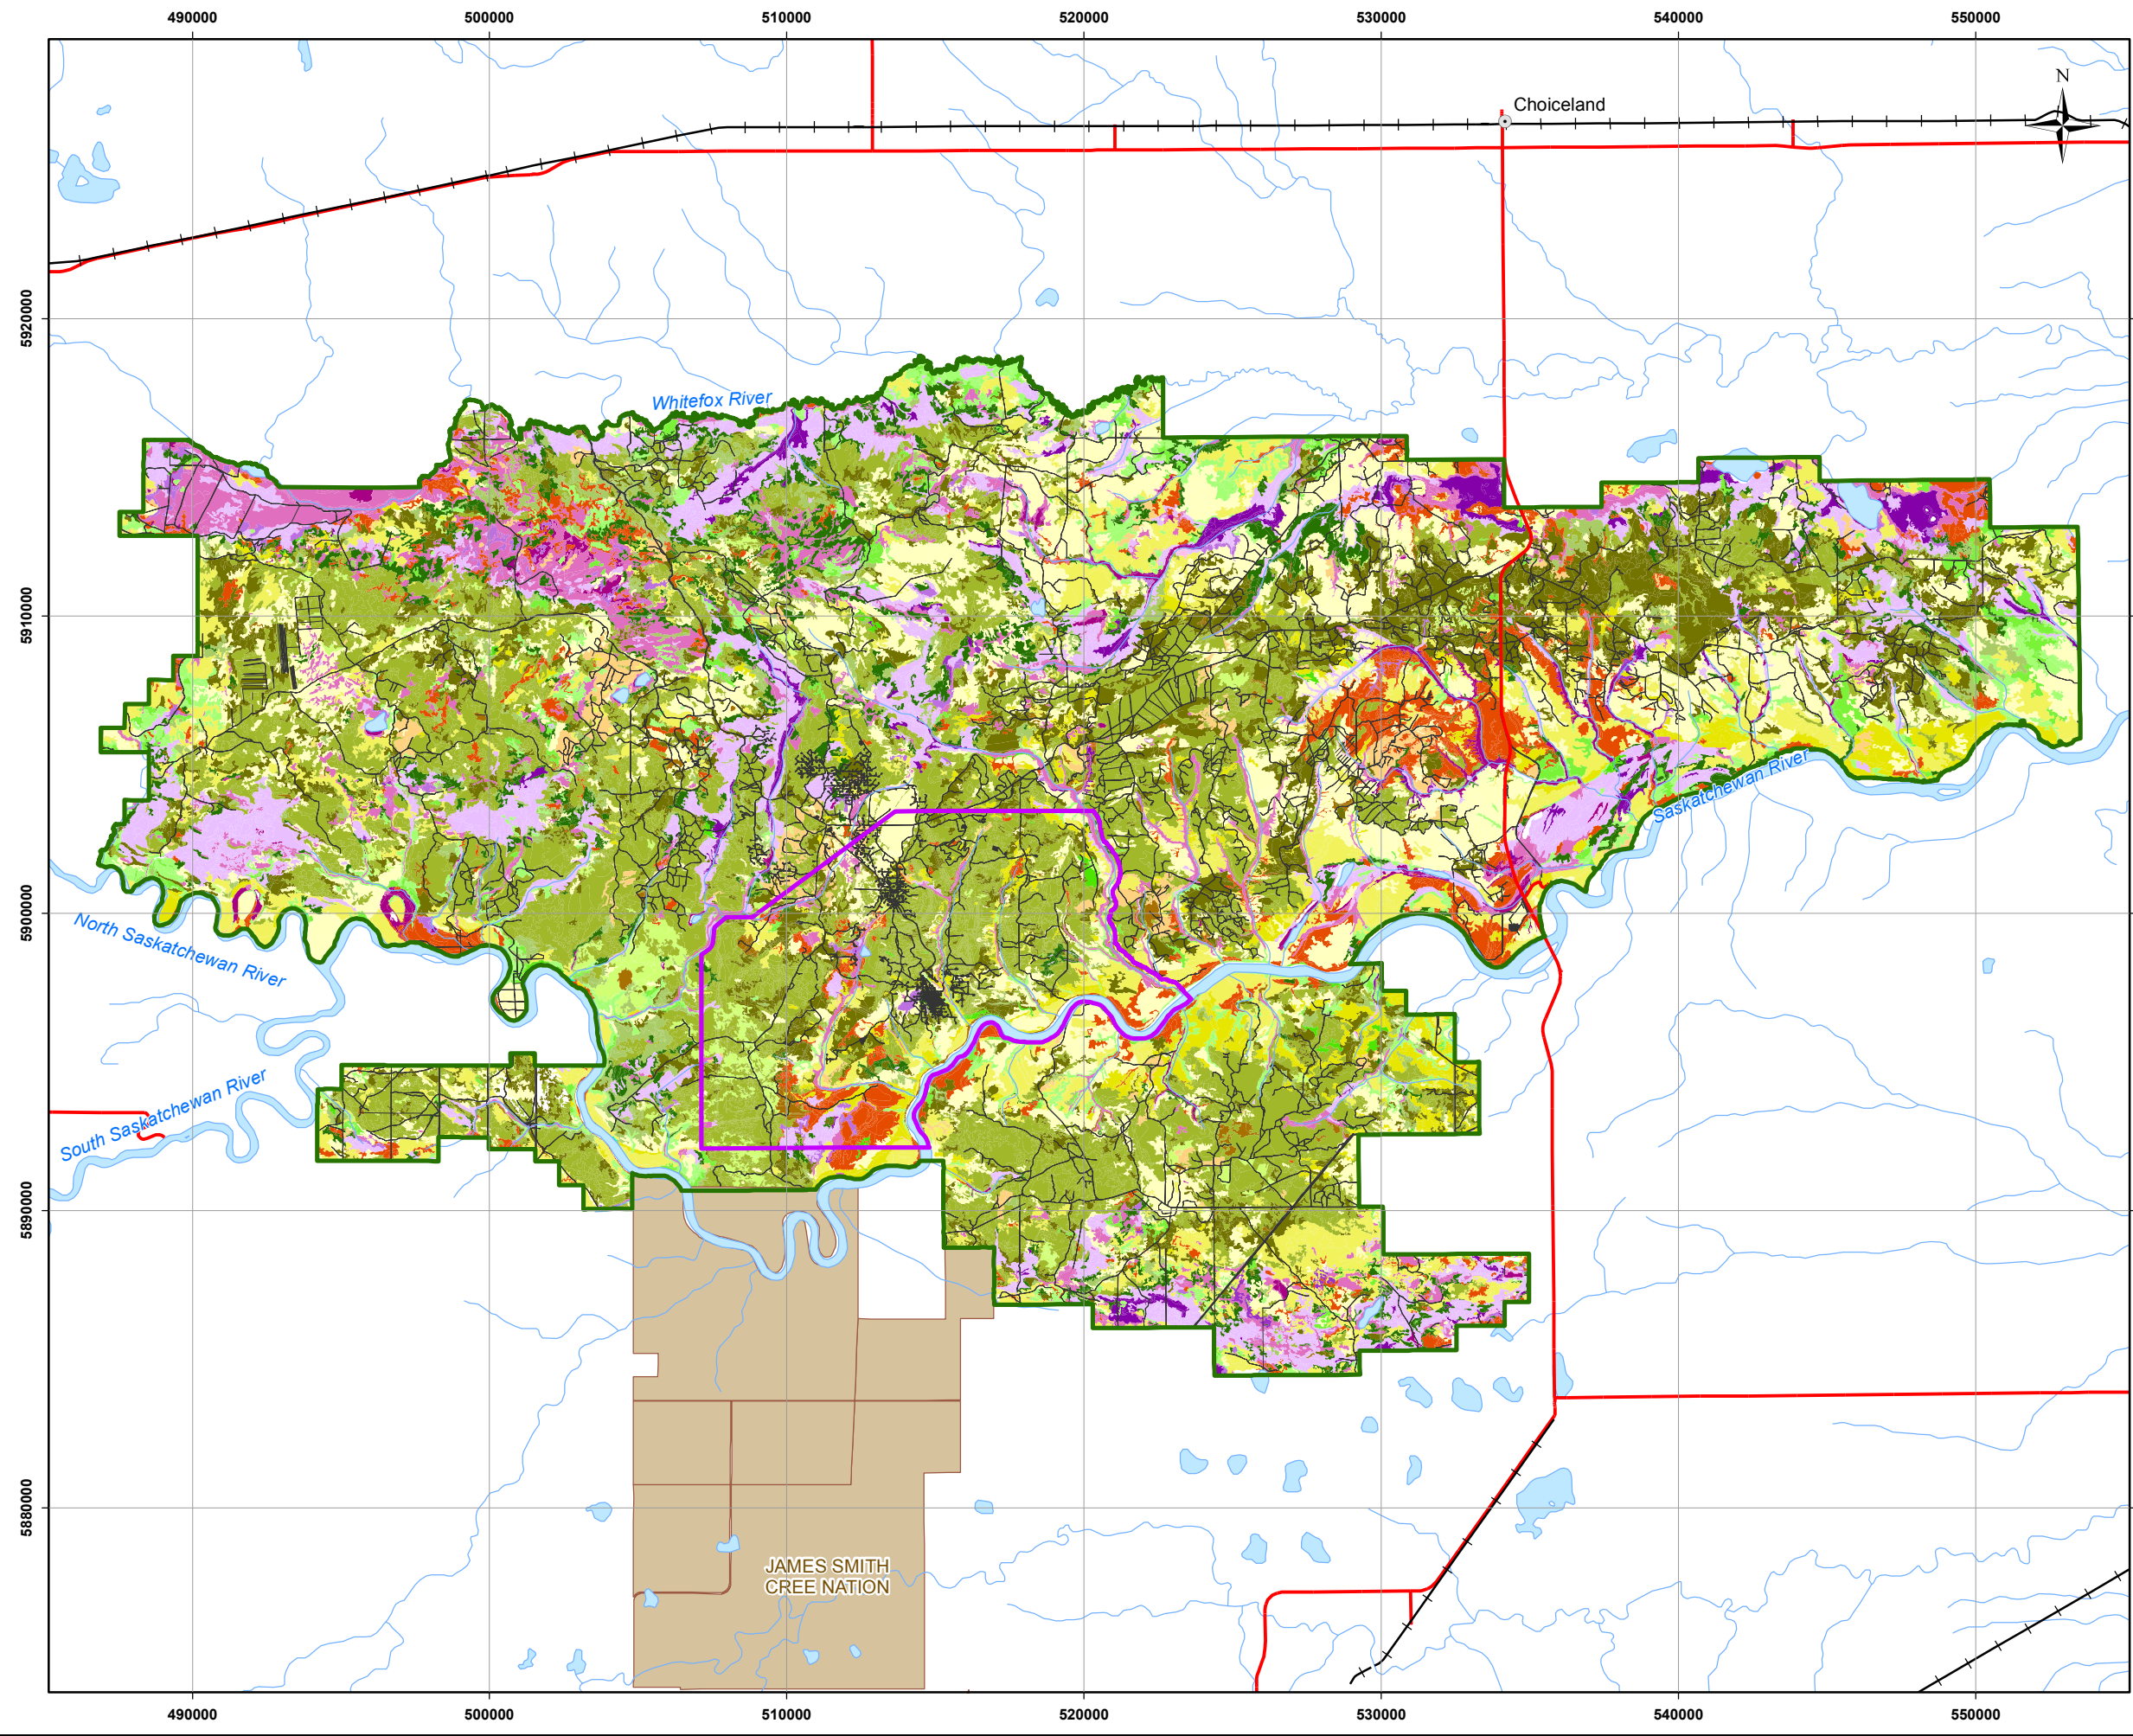 490000 500000 510000 520000 530000 540000 550000
N
Choiceland
5920000
Whitefox River
5910000
Saskatchewan River
5900000
North Saskatchewan River
South Saskatchewan River
5890000
5880000
JAMES SMITH
CREE NATION
490000 500000 510000 520000 530000 540000 550000